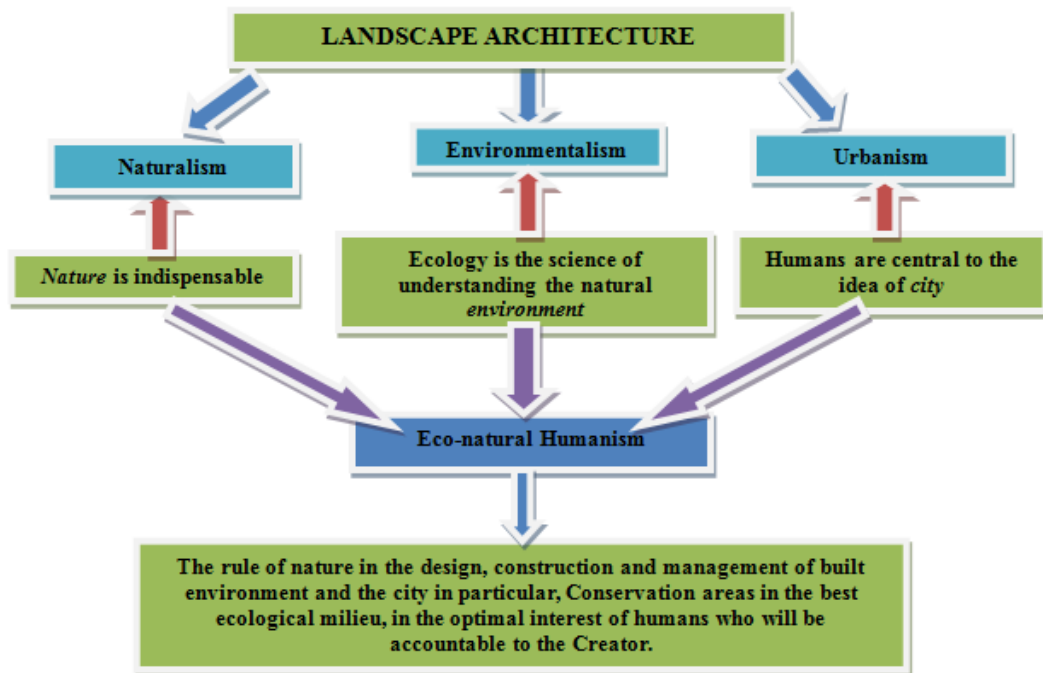 LANDSCAPE ARCHITECTURE
Naturalism
Environmentalism
Urbanism
Nature is indispensable
Ecology is the science of
understanding the natural
environment
Humans are central to the
idea of city
Eco-natural Humanism
The rule of nature in the design, construction and management of built
environment and the city in particular, Conservation areas in the best
ecological milieu, in the optimal interest of humans who will be
accountable to the Creator.